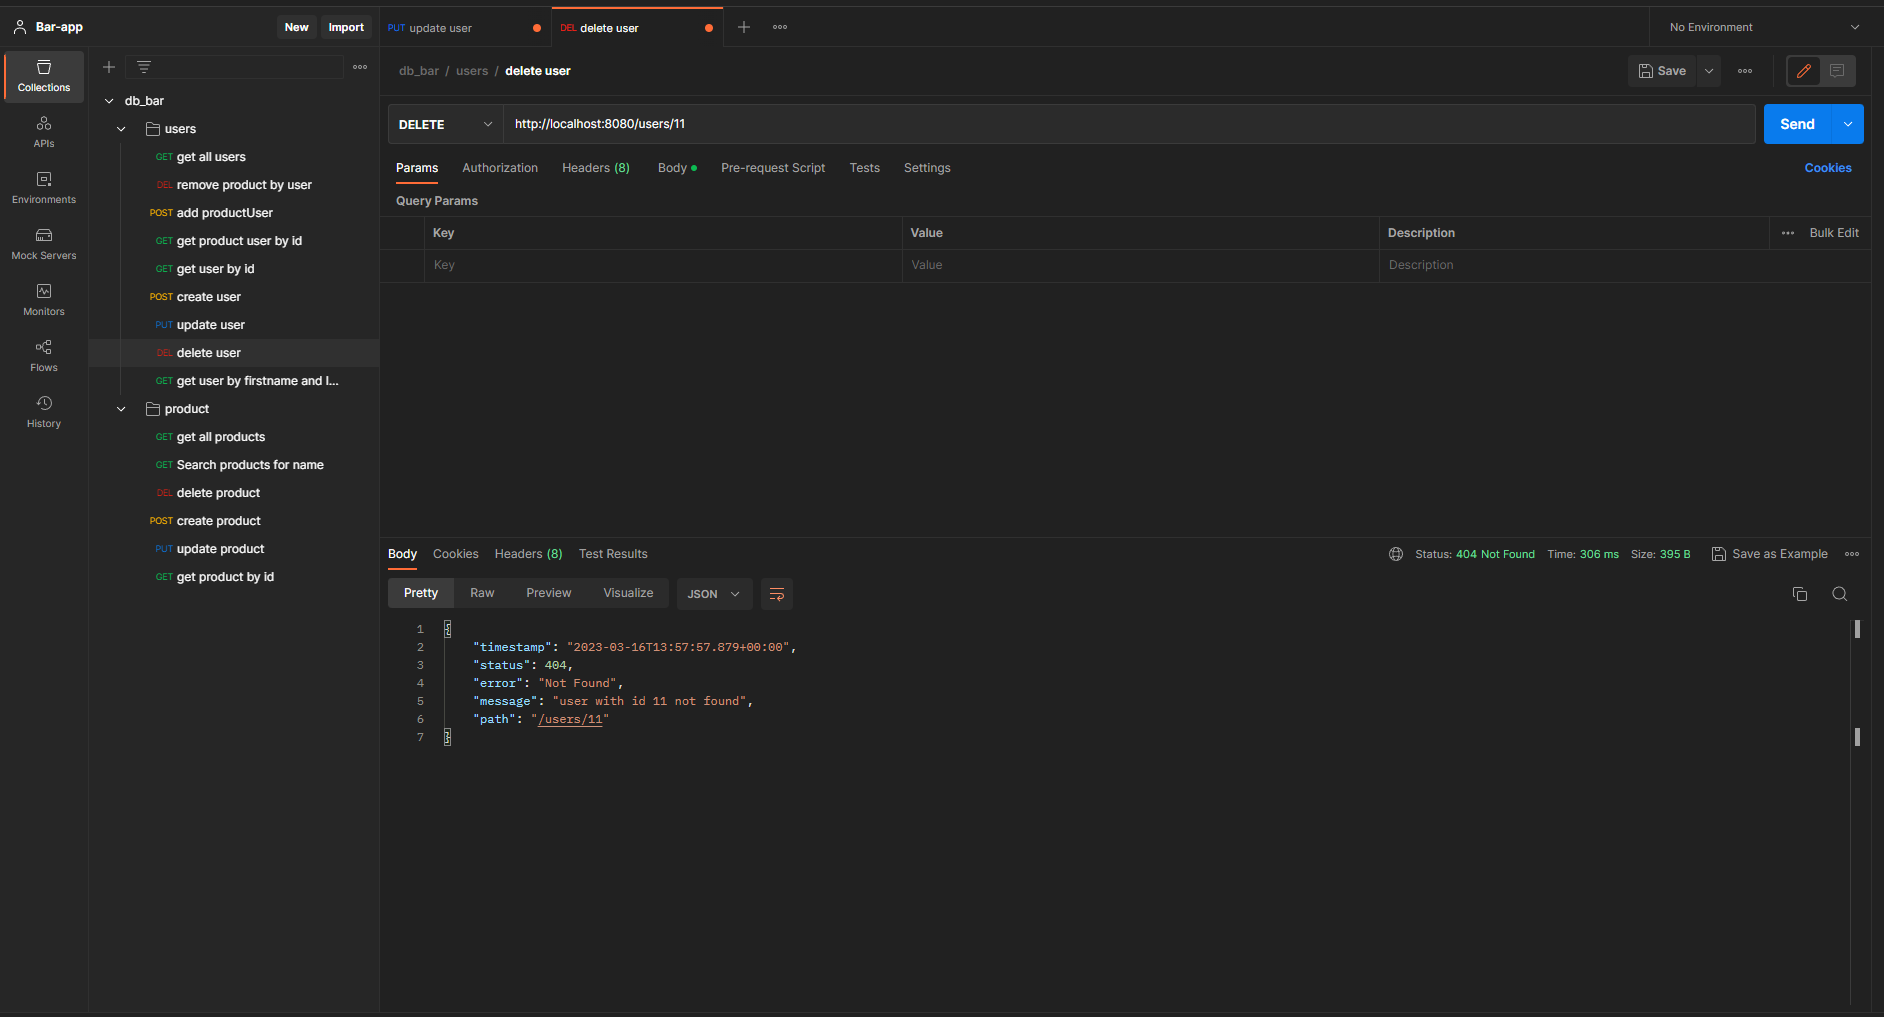 Bar-app
New
Import
PUT update user
DEL delete user
No Environment
Collections
APIs
Environments
Mock Servers
Monitors
Flows
History
db_bar
users
GET get all users
DEL remove product by user
POST add productUser
GET get product user by id
GET get user by id
POST create user
PUT update user
DEL delete user
GET get user by firstname and l...
product
GET get all products
GET Search products for name
DEL delete product
POST create product
PUT update product
GET get product by id
db_bar / users / delete user
Save
DELETE
http://localhost:8080/users/11
Send
Params Authorization Headers (8) Body Pre-request Script Tests Settings
Cookies
Query Params
Key Value Description Bulk Edit
Key Value Description
Body Cookies Headers (8) Test Results
Status: 404 Not Found Time: 306 ms Size: 395 B Save as Example
Pretty Raw Preview Visualize JSON
1 {
2 "timestamp": "2023-03-16T13:57:57.879+00:00",
3 "status": 404,
4 "error": "Not Found",
5 "message": "user with id 11 not found",
6 "path": "/users/11"
7 }